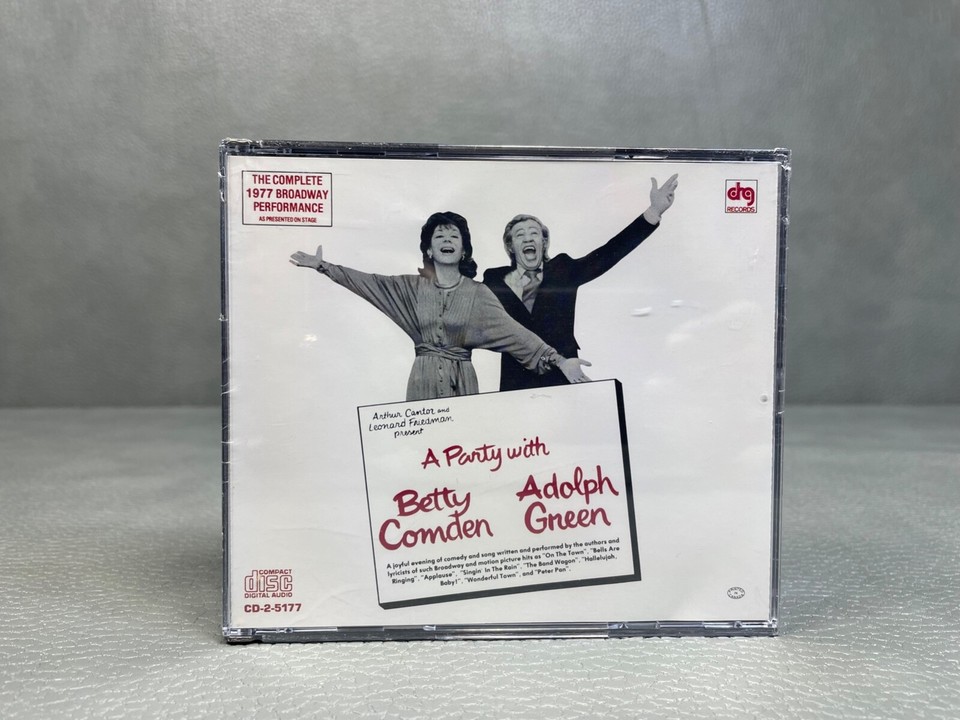 THE COMPLETE
1977 BROADWAY
PERFORMANCE
AS PRESENTED ON STAGE
drg
RECORDS
Arthur Cantor and
Leonard Friedman
present
A Party with
Betty Adolph
Comden Green
A joyful evening of comedy and song written and performed by the authors and
lyricists of such Broadway and motion picture hits as "On The Town", "Bells Are
Ringing", "Applause", "Singin' In The Rain", "The Band Wagon", "Hallelujah,
Baby!", "Wonderful Town", and "Peter Pan".
COMPACT
disc
DIGITAL AUDIO
CD-2-5177